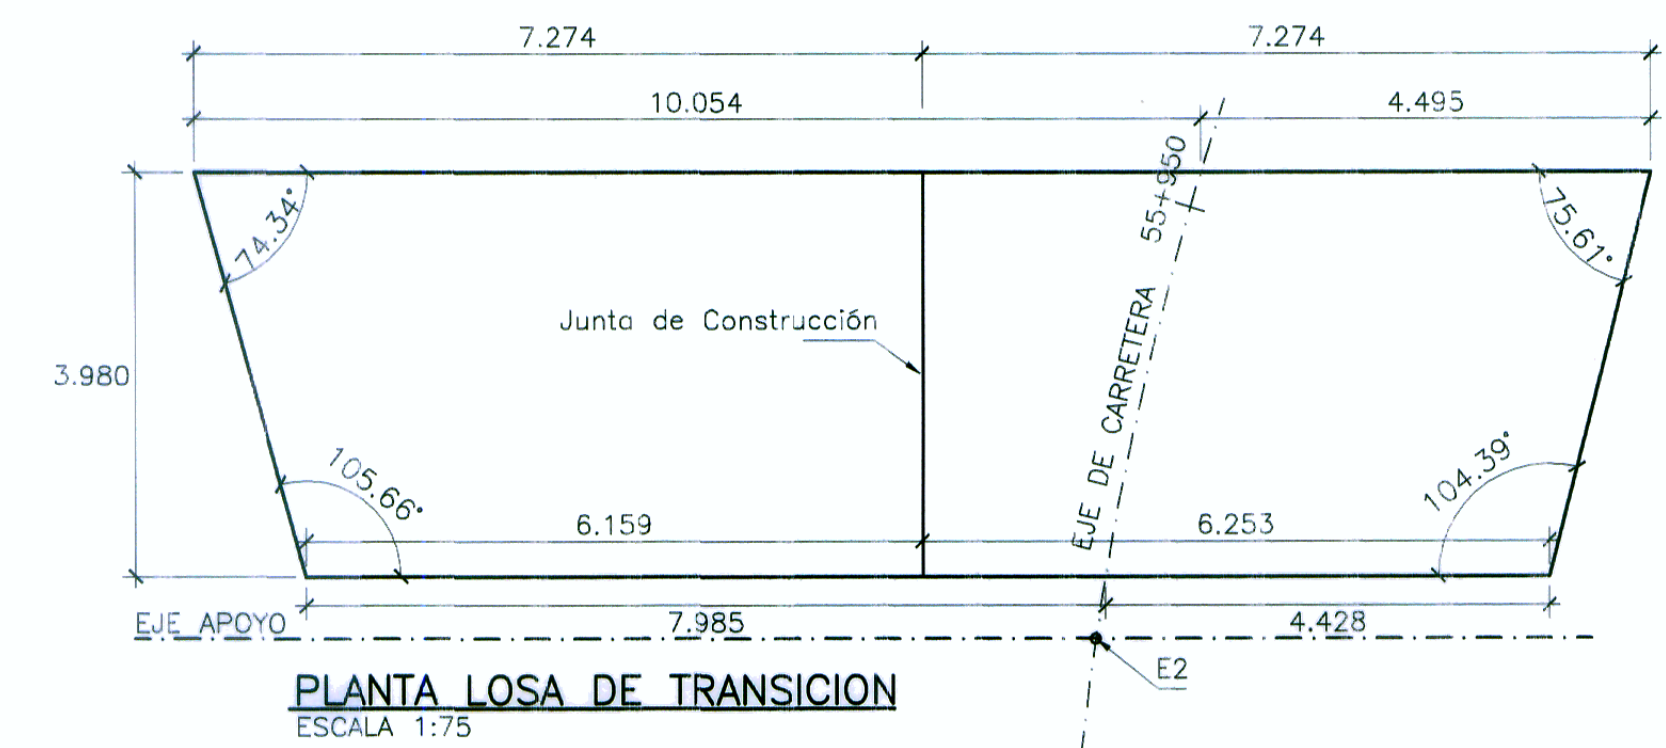 7.274 7.274
10.054 4.495
55+950
74.34°
75.61°
Junta de Construcción
EJE DE CARRETERA
3.980
105.66°
104.39°
6.159 6.253
EJE APOYO
7.985 4.428
E2
PLANTA LOSA DE TRANSICION
ESCALA 1:75